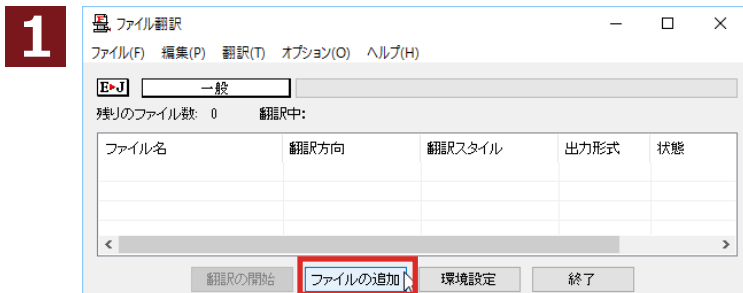 1
ファイル翻訳
ファイル(F) 編集(P) 翻訳(T) オプション(O) ヘルプ(H)
E▸J 一般
残りのファイル数: 0 翻訳中:
ファイル名 翻訳方向 翻訳スタイル 出力形式 状態
翻訳の開始 ファイルの追加 環境設定 終了